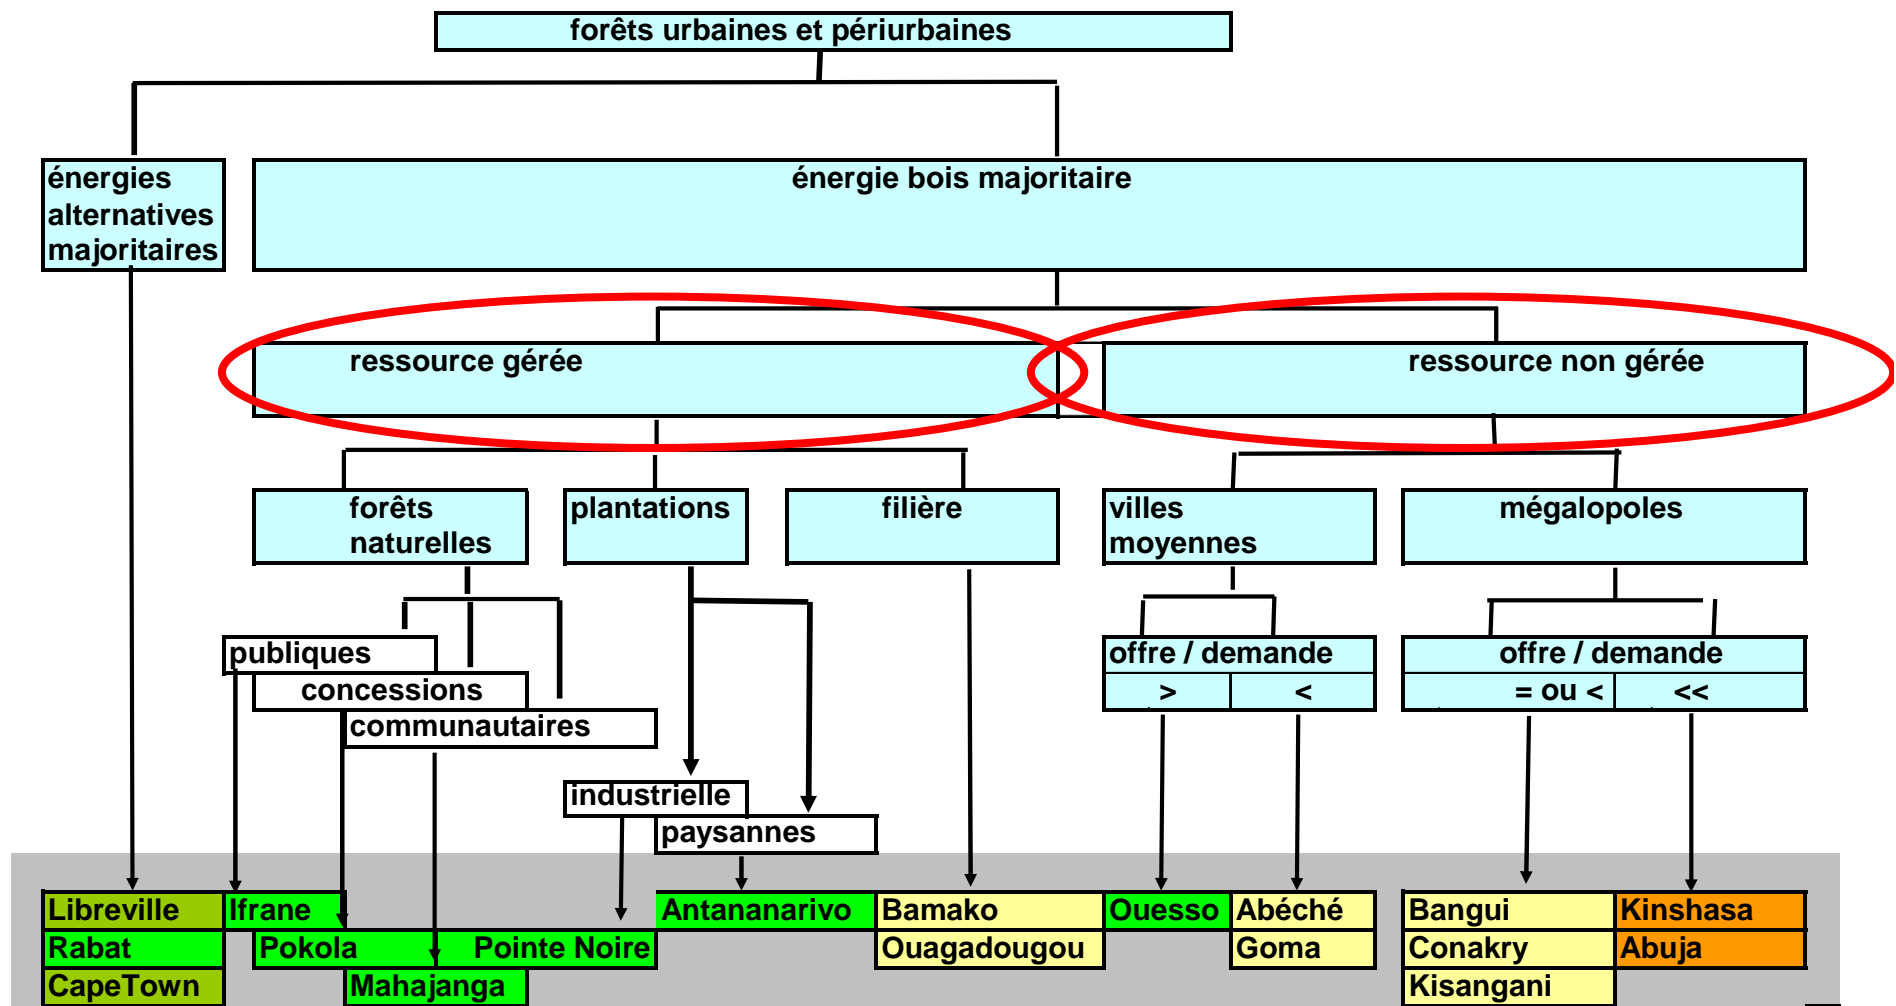 forêts urbaines et périurbaines
énergies
alternatives
majoritaires
énergie bois majoritaire
ressource gérée
ressource non gérée
forêts
naturelles
plantations
filière
villes
moyennes
mégalopoles
publiques
concessions
communautaires
offre / demande
> <
offre / demande
= ou < <<
industrielle
paysannes
Libreville Ifrane Antananarivo Bamako Ouesso Abéché Bangui Kinshasa
Rabat Pokola Pointe Noire Ouagadougou Goma Conakry Abuja
CapeTown Mahajanga Kisangani